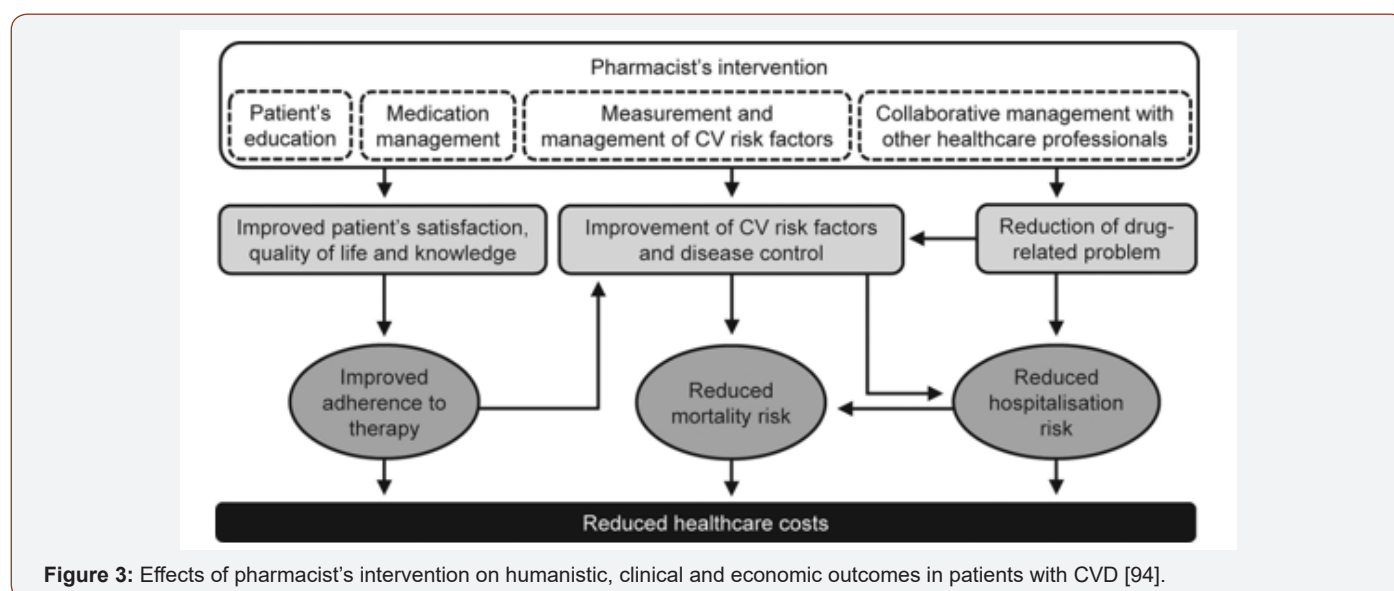 Pharmacist's intervention
Patient's
education
Medication
management
Measurement and
management of CV risk factors
Collaborative management with
other healthcare professionals
Improved patient's satisfaction,
quality of life and knowledge
Improvement of CV risk factors
and disease control
Reduction of drug-
related problem
Improved
adherence to
therapy
Reduced
mortality risk
Reduced
hospitalisation
risk
Reduced healthcare costs
Figure 3: Effects of pharmacist's intervention on humanistic, clinical and economic outcomes in patients with CVD [94].